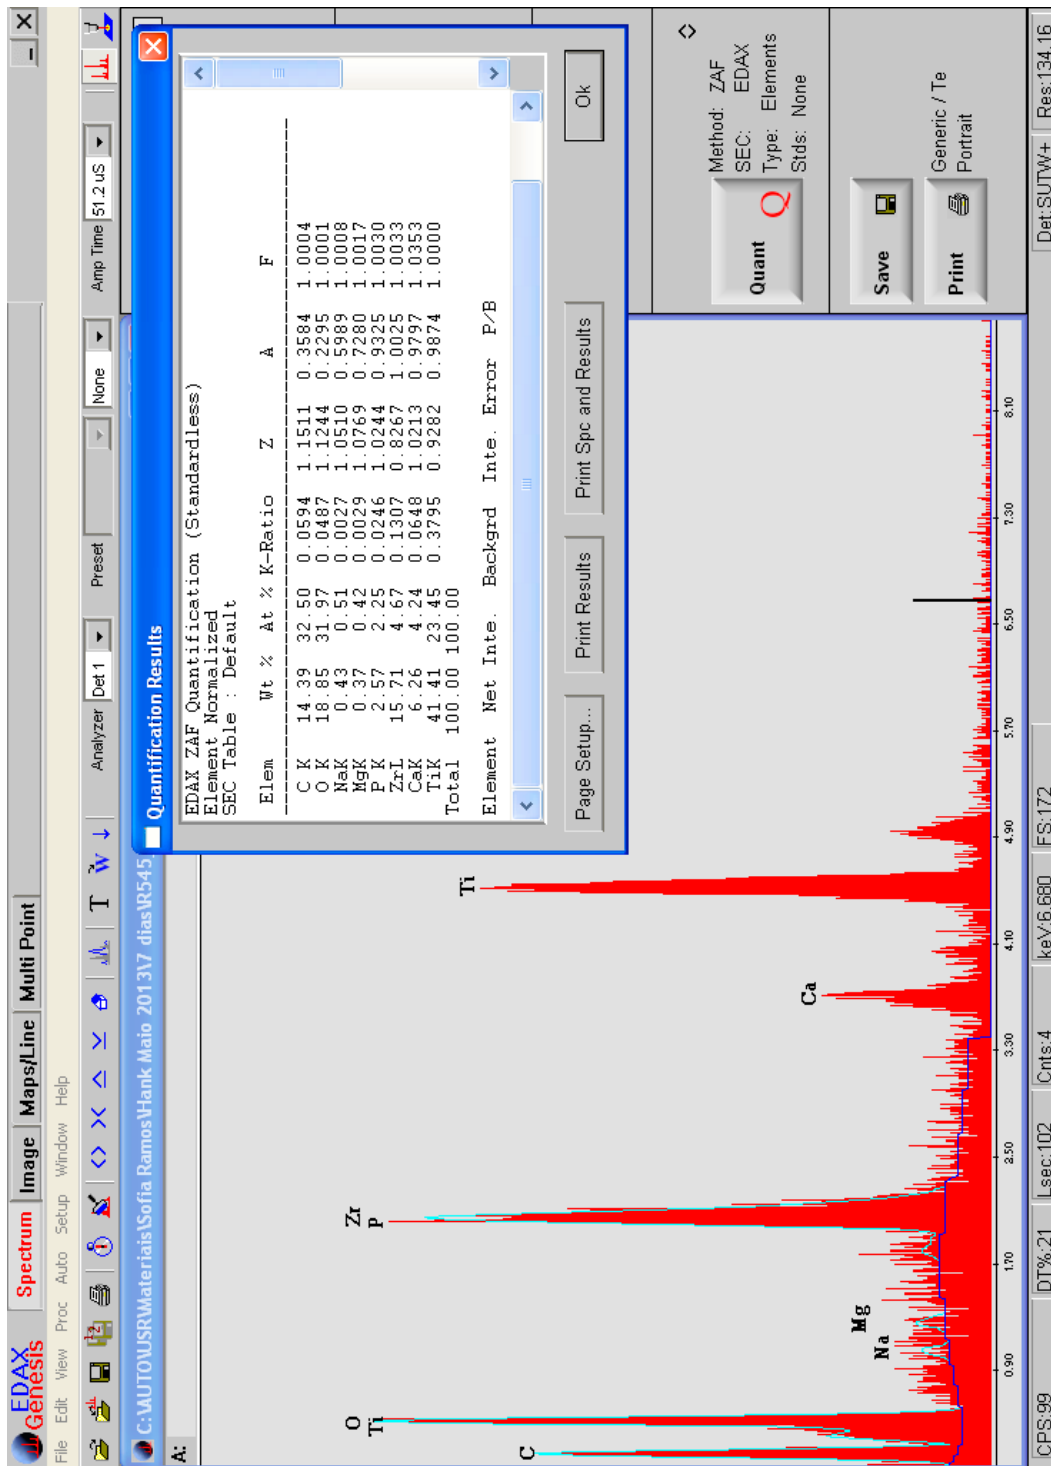 EDAX
Genesis
Spectrum
Image
Maps/Line
Multi Point
File Edit View Proc Auto Setup Window Help
T
W
Analyzer
Det 1
Preset
None
Amp Time
51.2 uS
C:\AUTO\USR\Materiais\Sofia Ramos\Hank Maio 2013\7 dias\R545
A:
Quantification Results
EDAX ZAF Quantification (Standardless)
Element Normalized
SEC Table : Default
Elem Wt % At % K-Ratio Z A F
C K 14.39 32.50 0.0594 1.1511 0.3584 1.0004
O K 18.85 31.97 0.0487 1.1244 0.2295 1.0001
NaK 0.43 0.51 0.0027 1.0510 0.5989 1.0008
MgK 0.37 0.42 0.0029 1.0769 0.7280 1.0017
P K 2.57 2.25 0.0246 1.0244 0.9325 1.0030
ZrL 15.71 4.67 0.1307 0.8267 1.0025 1.0033
CaK 6.26 4.24 0.0648 1.0213 0.9797 1.0353
TiK 41.41 23.45 0.3795 0.9282 0.9874 1.0000
Total 100.00 100.00
Element Net Inte. Backgrd Inte. Error P/B
Page Setup...
Print Results
Print Spc and Results
Ok
Quant Q
Method: ZAF
SEC: EDAX
Type: Elements
Stds: None
Save
Print
Generic / Te
Portrait
C
O
Ti
Na
Mg
Zr
P
Ca
Ti
0.90 1.70 2.50 3.30 4.10 4.90 5.70 6.50 7.30 8.10
CPS:99
DT%:21
Lsec:102
Cnts:4
keV:6.680
FS:172
Det:SUTW+
Res:134.16